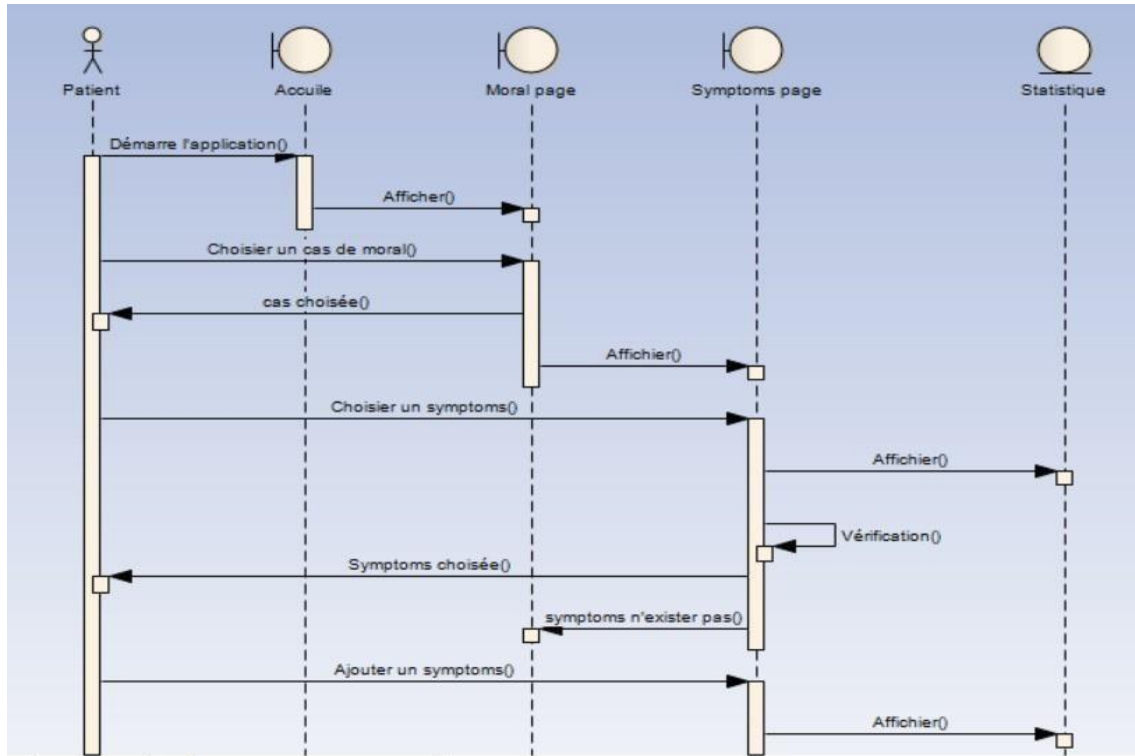 Patient
Accuile
Moral page
Symptoms page
Statistique
Démarre l'application()
Afficher()
Choisier un cas de moral()
cas choisée()
Affichier()
Choisier un symptoms()
Affichier()
Vérification()
Symptoms choisée()
symptoms n'exister pas()
Ajouter un symptoms()
Affichier()